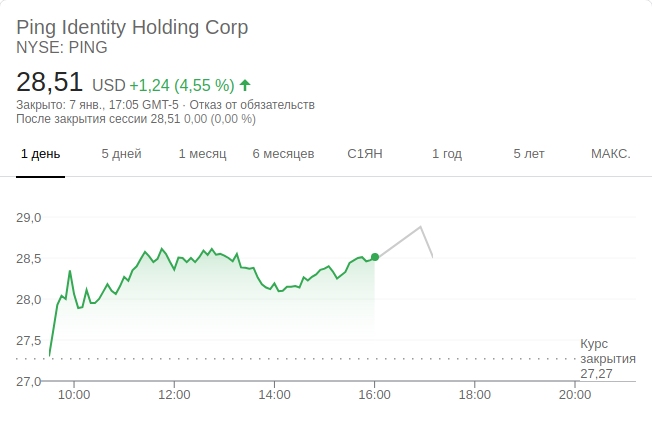 Ping Identity Holding Corp
NYSE: PING
28,51 USD +1,24 (4,55 %)
Закрыто: 7 янв., 17:05 GMT-5 · Отказ от обязательств
После закрытия сессии 28,51 0,00 (0,00 %)
1 день 5 дней 1 месяц 6 месяцев С1ЯН 1 год 5 лет МАКС.
29,0
28,5
28,0
27,5
Курс
закрытия
27,27
27,0
10:00 12:00 14:00 16:00 18:00 20:00